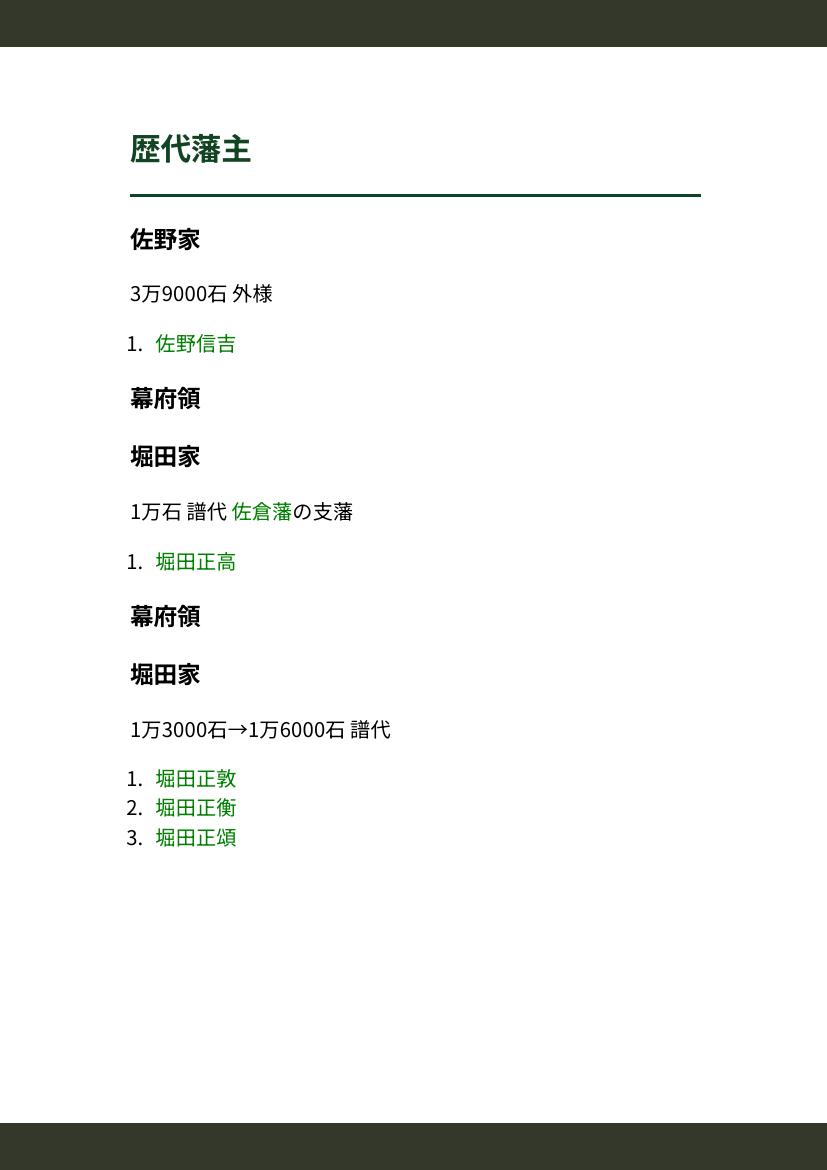 歴代藩主
佐野家
3万9000石 外様
1. 佐野信吉
幕府領
堀田家
1万石 譜代 佐倉藩の支藩
1. 堀田正高
幕府領
堀田家
1万3000石→1万6000石 譜代
1. 堀田正敦
2. 堀田正衡
3. 堀田正頌